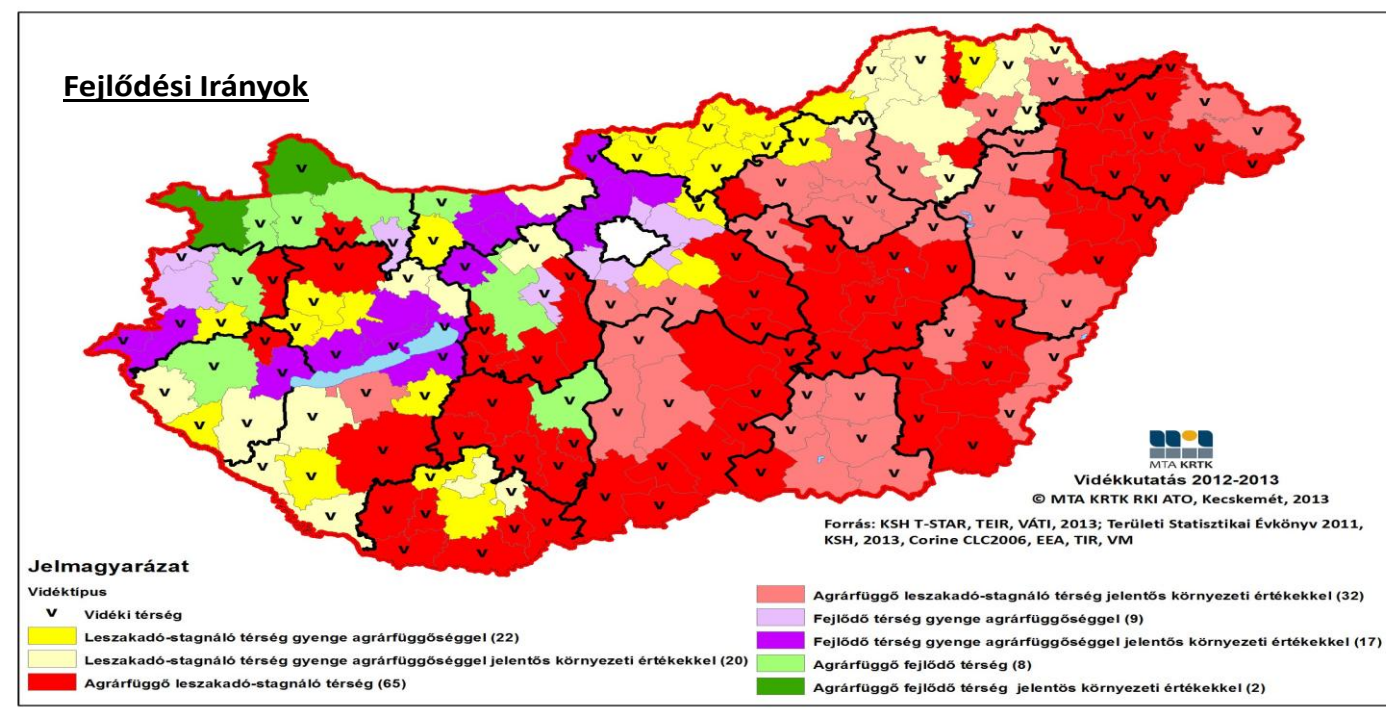 Fejlődési Irányok
MTA KRTK
Vidékkutatás 2012-2013
© MTA KRTK RKI ATO, Kecskemét, 2013
Forrás: KSH T-STAR, TEIR, VÁTI, 2013; Területi Statisztikai Évkönyv 2011,
KSH, 2013, Corine CLC2006, EEA, TIR, VM
Jelmagyarázat
Vidéktípus
v Vidéki térség
Leszakadó-stagnáló térség gyenge agrárfüggőséggel (22)
Leszakadó-stagnáló térség gyenge agrárfüggőséggel jelentős környezeti értékekkel (20)
Agrárfüggő leszakadó-stagnáló térség (65)
Agrárfüggő leszakadó-stagnáló térség jelentős környezeti értékekkel (32)
Fejlődő térség gyenge agrárfüggőséggel (9)
Fejlődő térség gyenge agrárfüggőséggel jelentős környezeti értékekkel (17)
Agrárfüggő fejlődő térség (8)
Agrárfüggő fejlődő térség jelentös környezeti értékekkel (2)